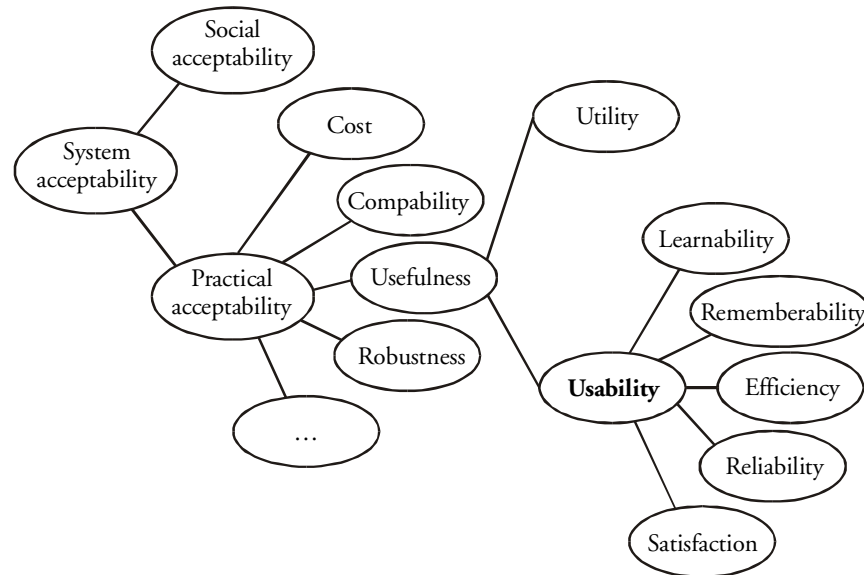 Social
acceptability
System
acceptability
Cost
Compability
Practical
acceptability
Usefulness
Robustness
…
Utility
Usability
Learnability
Rememberability
Efficiency
Reliability
Satisfaction